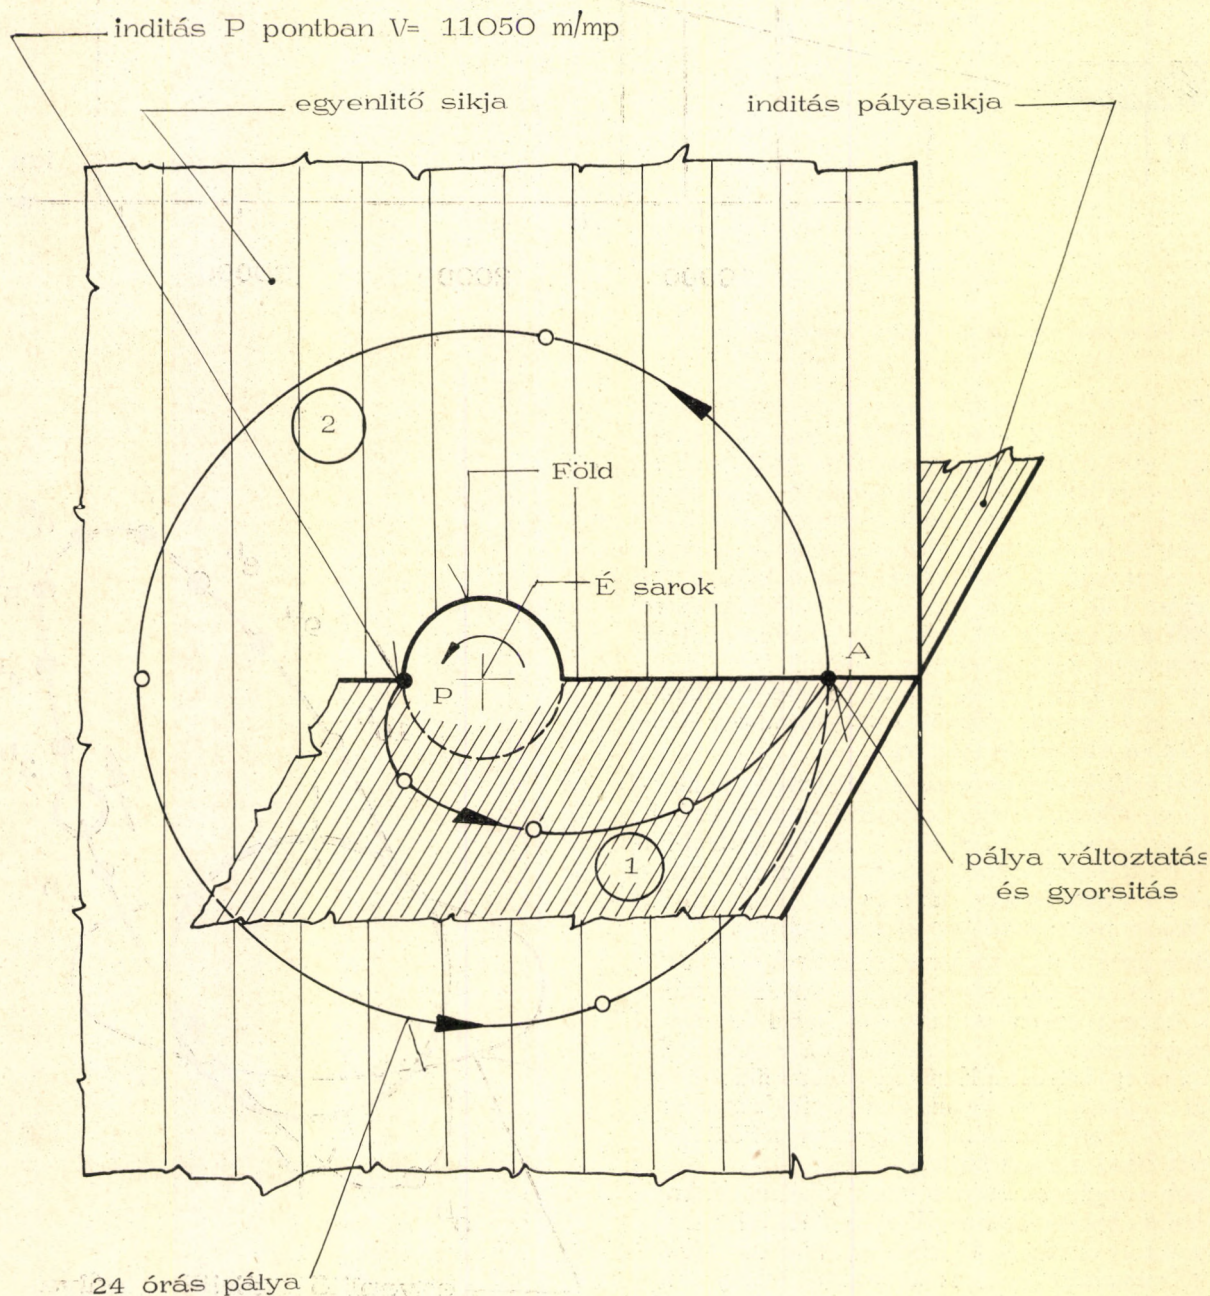 inditás P pontban V= 11050 m/mp
egyenlitő sikja
inditás pályasikja
2
Föld
É sarok
A
P
1
pálya változtatás
és gyorsitás
24 órás pálya